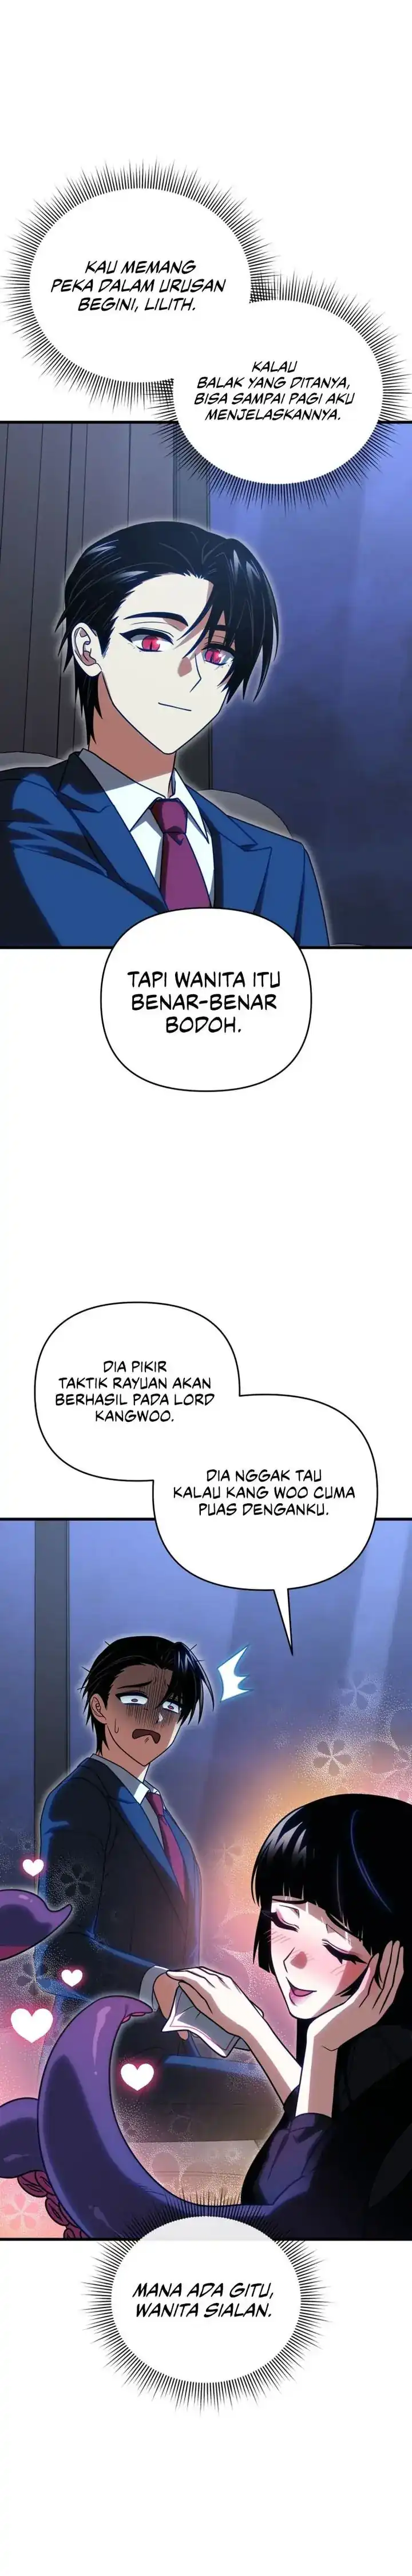 KAU MEMANG
PEKA DALAM URUSAN
BEGINI, LILITH.
KALAU
BALAK YANG DITANYA,
BISA SAMPAI PAGI AKU
MENJELASKANNYA.
TAPI WANITA ITU
BENAR-BENAR
BODOH.
DIA PIKIR
TAKTIK RAYUAN AKAN
BERHASIL PADA LORD
KANGWOO.
DIA NGGAK TAU
KALAU KANG WOO CUMA
PUAS DENGANKU.
MANA ADA GITU,
WANITA SIALAN.